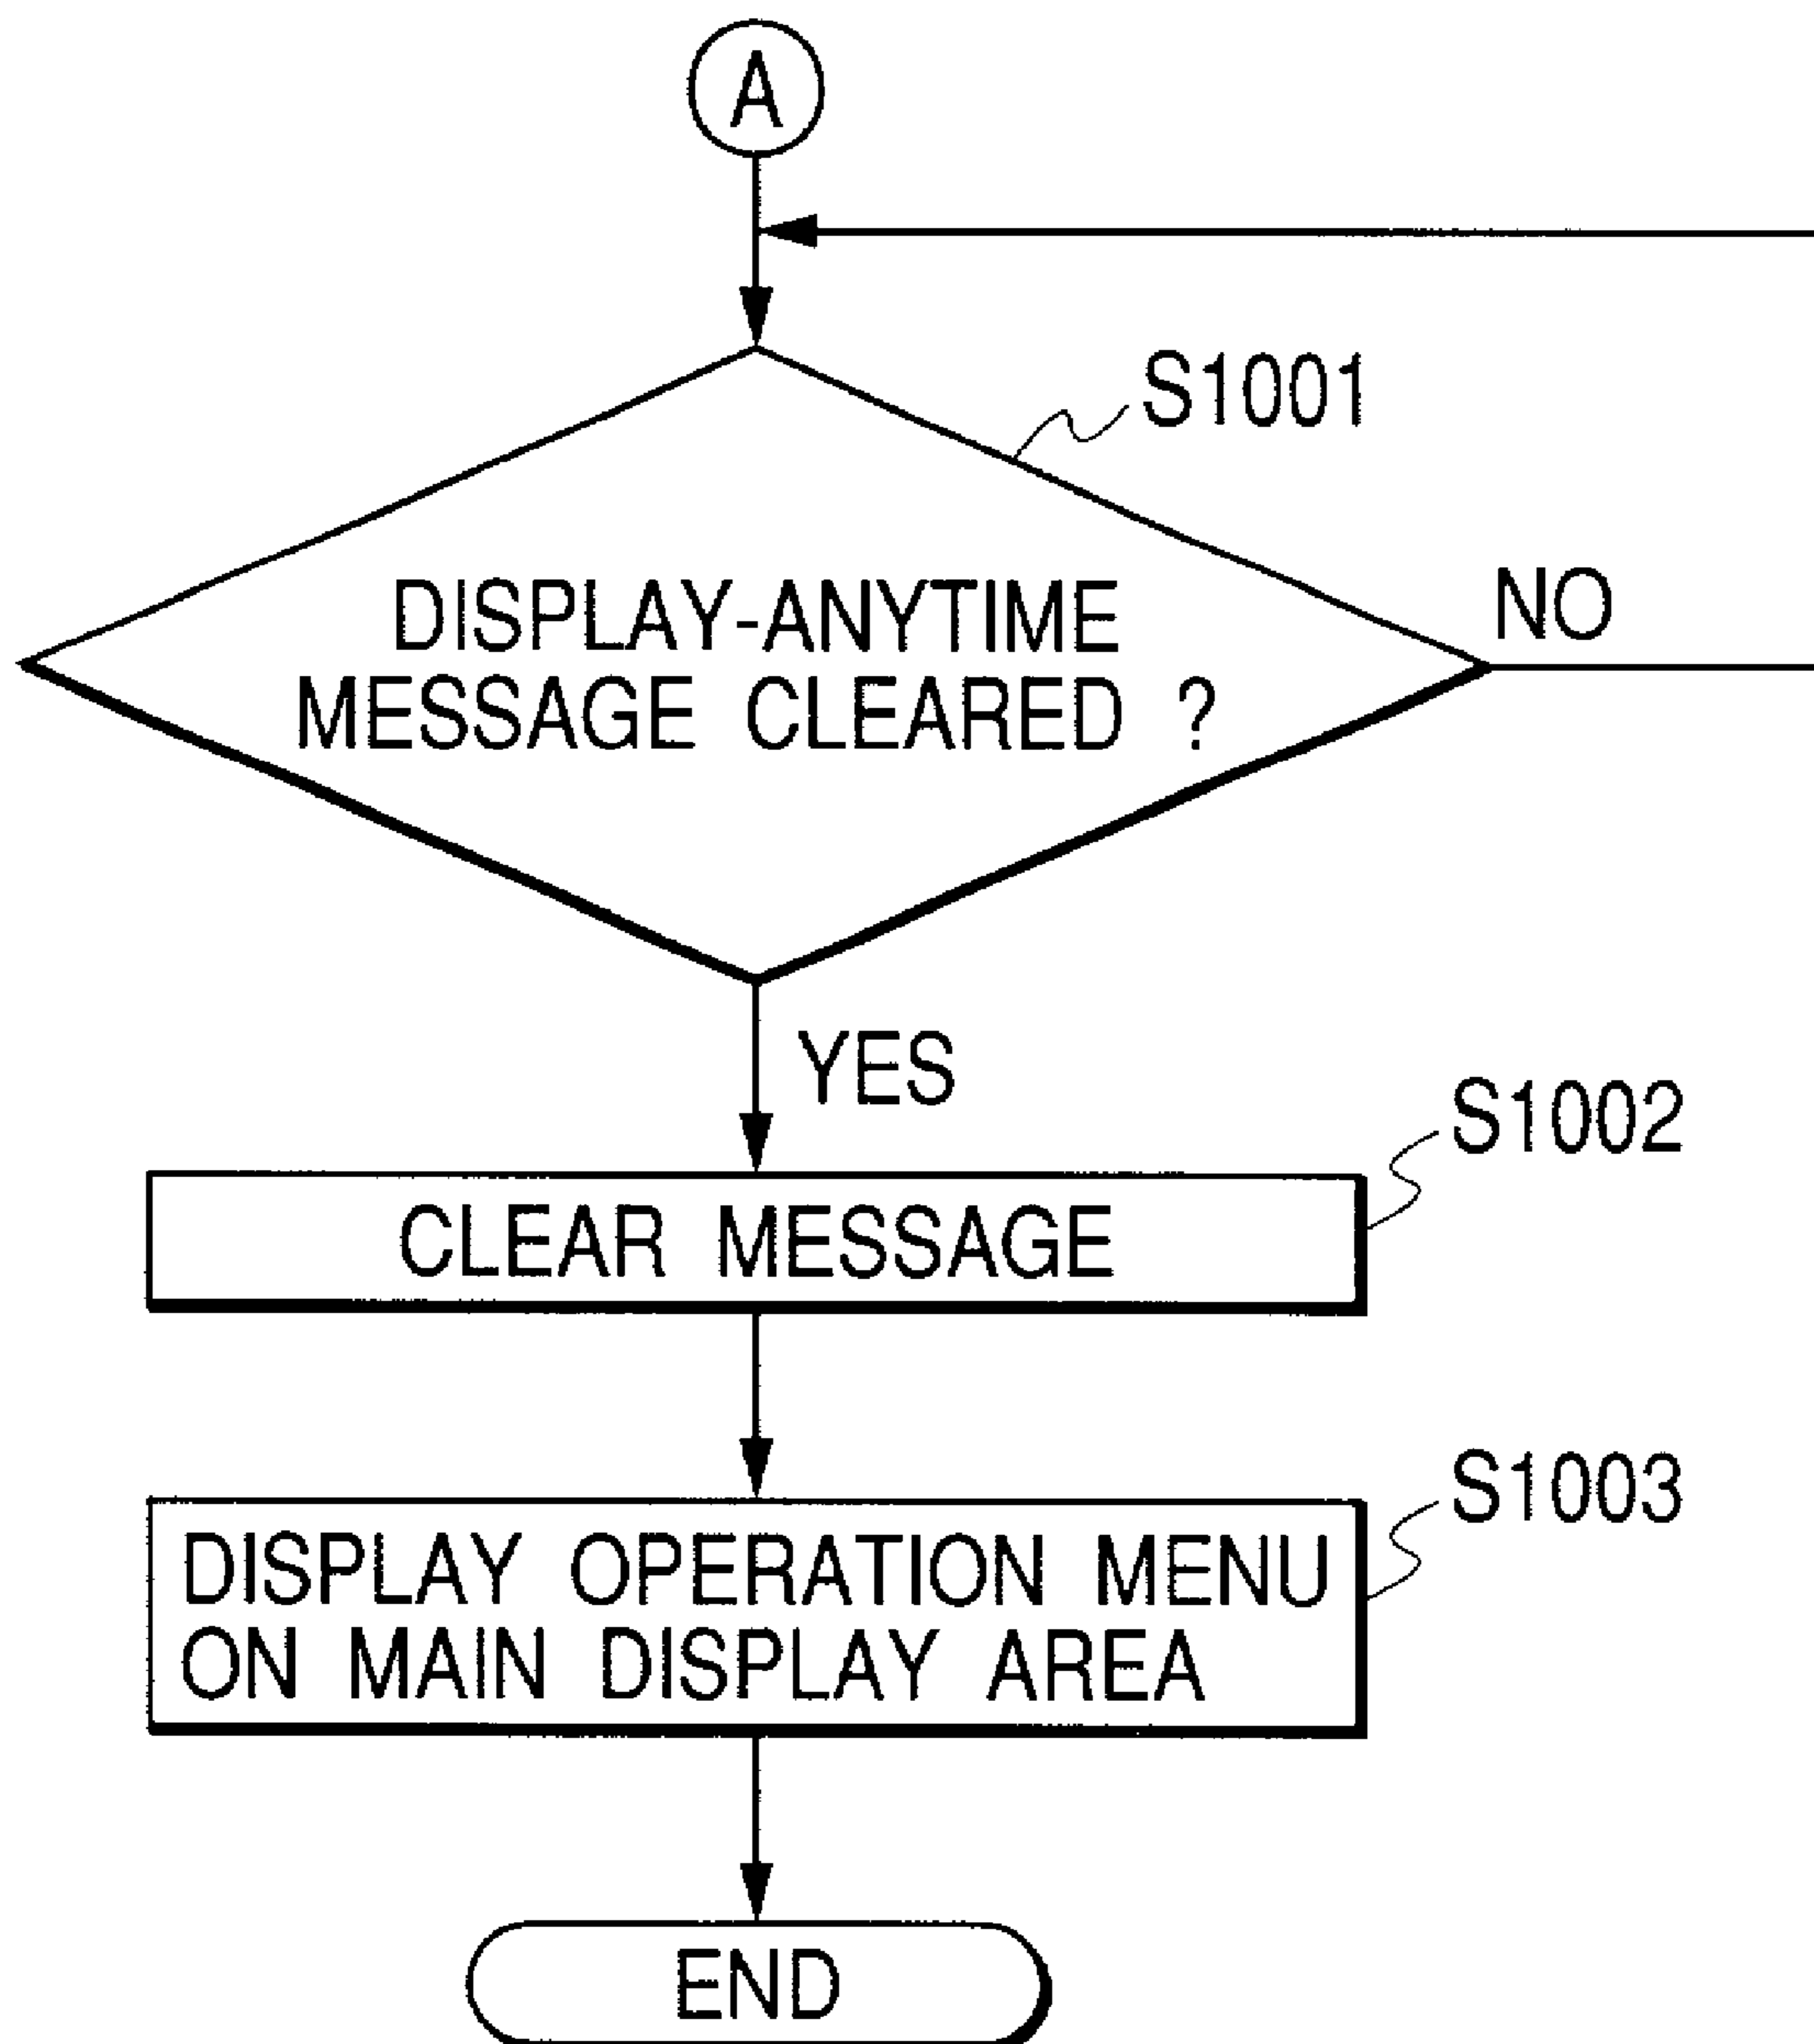 A
S1001
DISPLAY-ANYTIME
MESSAGE CLEARED ?
NO
YES
S1002
CLEAR MESSAGE
S1003
DISPLAY OPERATION MENU
ON MAIN DISPLAY AREA
END